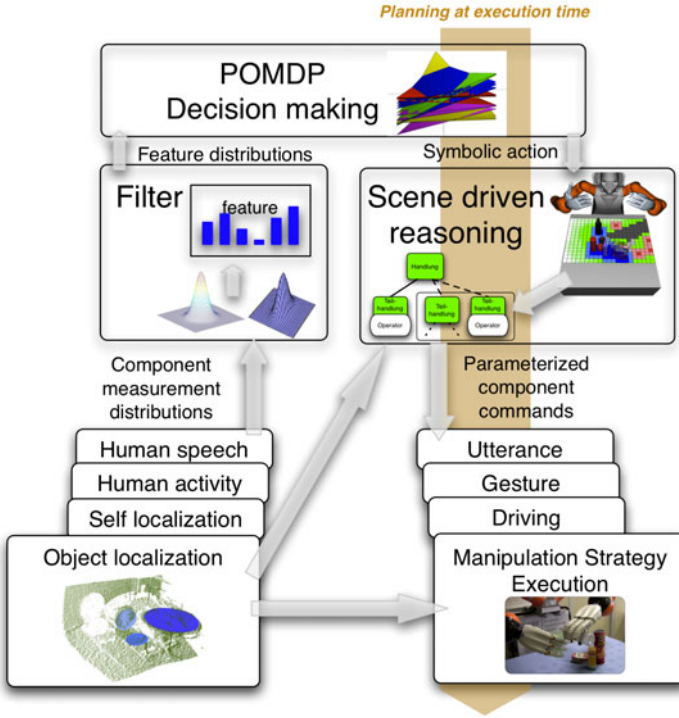 Planning at execution time
POMDP
Decision making
Feature distributions
Symbolic action
Filter
feature
Scene driven
reasoning
Handlung
Teil-
handlung
Operator
Teil-
handlung
Teil-
handlung
Operator
Component
measurement
distributions
Parameterized
component
commands
Human speech
Human activity
Self localization
Object localization
Utterance
Gesture
Driving
Manipulation Strategy
Execution